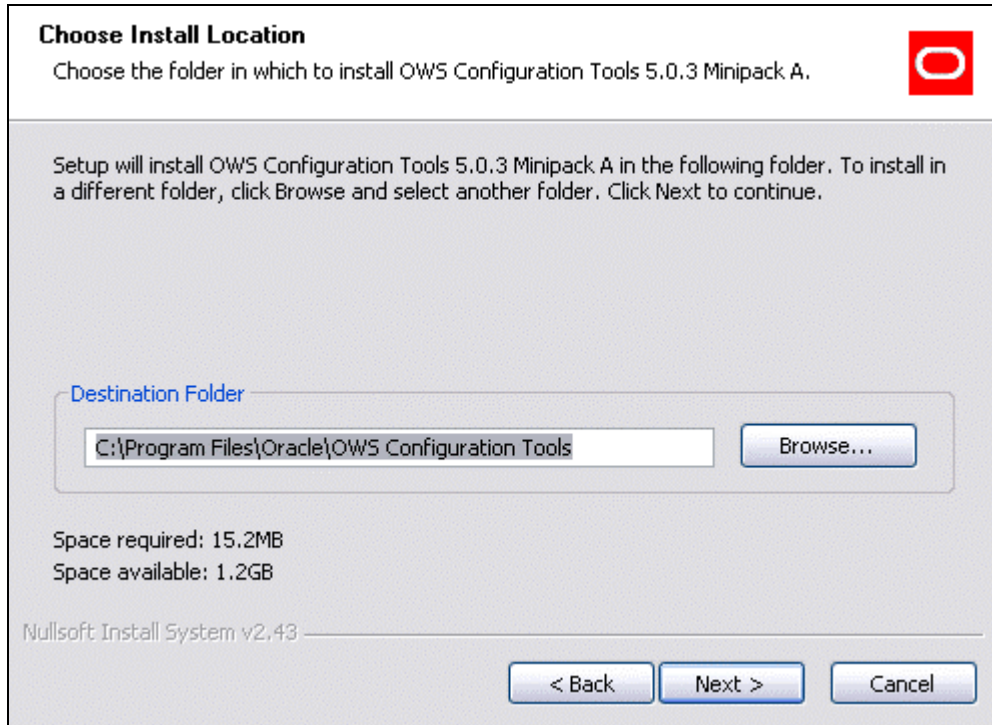 Choose Install Location
Choose the folder in which to install OWS Configuration Tools 5.0.3 Minipack A.
Setup will install OWS Configuration Tools 5.0.3 Minipack A in the following folder. To install in
a different folder, click Browse and select another folder. Click Next to continue.
Destination Folder
C:\Program Files\Oracle\OWS Configuration Tools
Browse...
Space required: 15.2MB
Space available: 1.2GB
Nullsoft Install System v2.43
< Back
Next >
Cancel